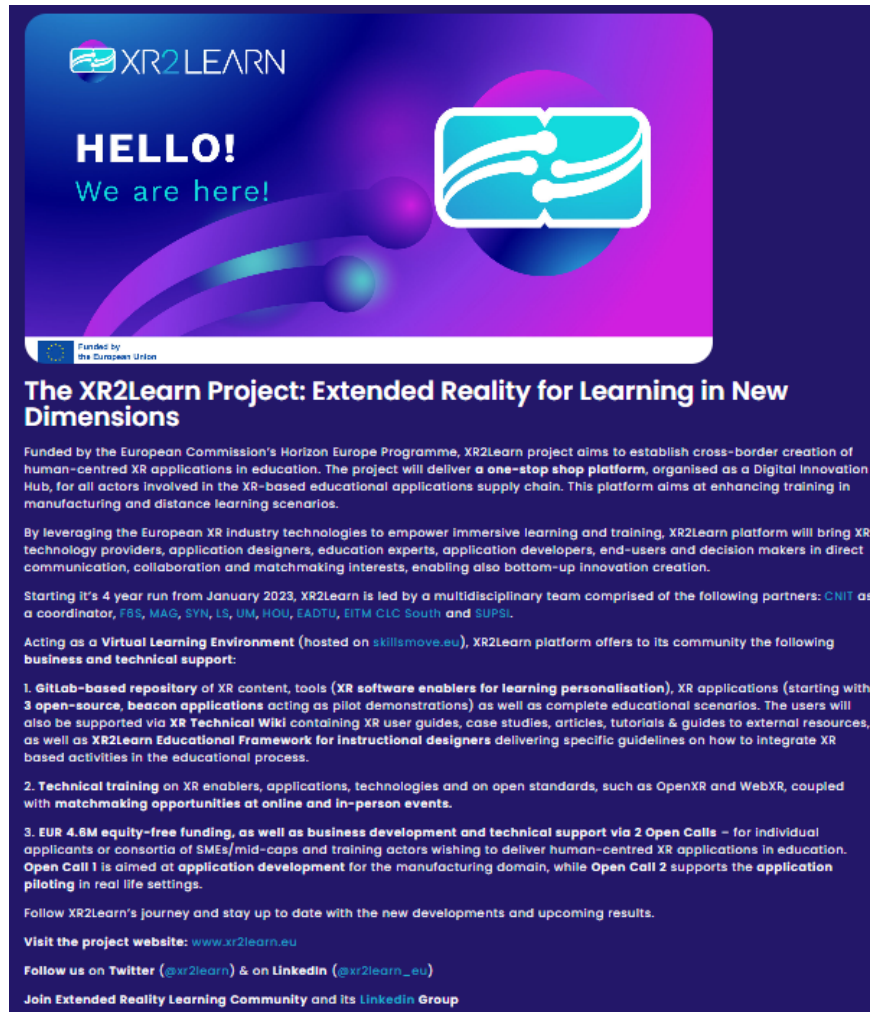 XR2LEARN
HELLO!
We are here!
Funded by
the European Union
The XR2Learn Project: Extended Reality for Learning in New
Dimensions
Funded by the European Commission's Horizon Europe Programme, XR2Learn project aims to establish cross-border creation of
human-centred XR applications in education. The project will deliver a one-stop shop platform, organised as a Digital Innovation
Hub, for all actors involved in the XR-based educational applications supply chain. This platform aims at enhancing training in
manufacturing and distance learning scenarios.
By leveraging the European XR industry technologies to empower immersive learning and training, XR2Learn platform will bring XR
technology providers, application designers, education experts, application developers, end-users and decision makers in direct
communication, collaboration and matchmaking interests, enabling also bottom-up innovation creation.
Starting it's 4 year run from January 2023, XR2Learn is led by a multidisciplinary team comprised of the following partners: CNIT as
a coordinator, F6S, MAG, SYN, LS, UM, HOU, EADTU, EITM CLC South and SUPSI.
Acting as a Virtual Learning Environment (hosted on skillsmove.eu), XR2Learn platform offers to its community the following
business and technical support:
1. GitLab-based repository of XR content, tools (XR software enablers for learning personalisation), XR applications (starting with
3 open-source, beacon applications acting as pilot demonstrations) as well as complete educational scenarios. The users will
also be supported via XR Technical Wiki containing XR user guides, case studies, articles, tutorials & guides to external resources,
as well as XR2Learn Educational Framework for instructional designers delivering specific guidelines on how to integrate XR
based activities in the educational process.
2. Technical training on XR enablers, applications, technologies and on open standards, such as OpenXR and WebXR, coupled
with matchmaking opportunities at online and in-person events.
3. EUR 4.6M equity-free funding, as well as business development and technical support via 2 Open Calls – for individual
applicants or consortia of SMEs/mid-caps and training actors wishing to deliver human-centred XR applications in education.
Open Call 1 is aimed at application development for the manufacturing domain, while Open Call 2 supports the application
piloting in real life settings.
Follow XR2Learn's journey and stay up to date with the new developments and upcoming results.
Visit the project website: www.xr2learn.eu
Follow us on Twitter (@xr2learn) & on LinkedIn (@xr2learn_eu)
Join Extended Reality Learning Community and its Linkedin Group